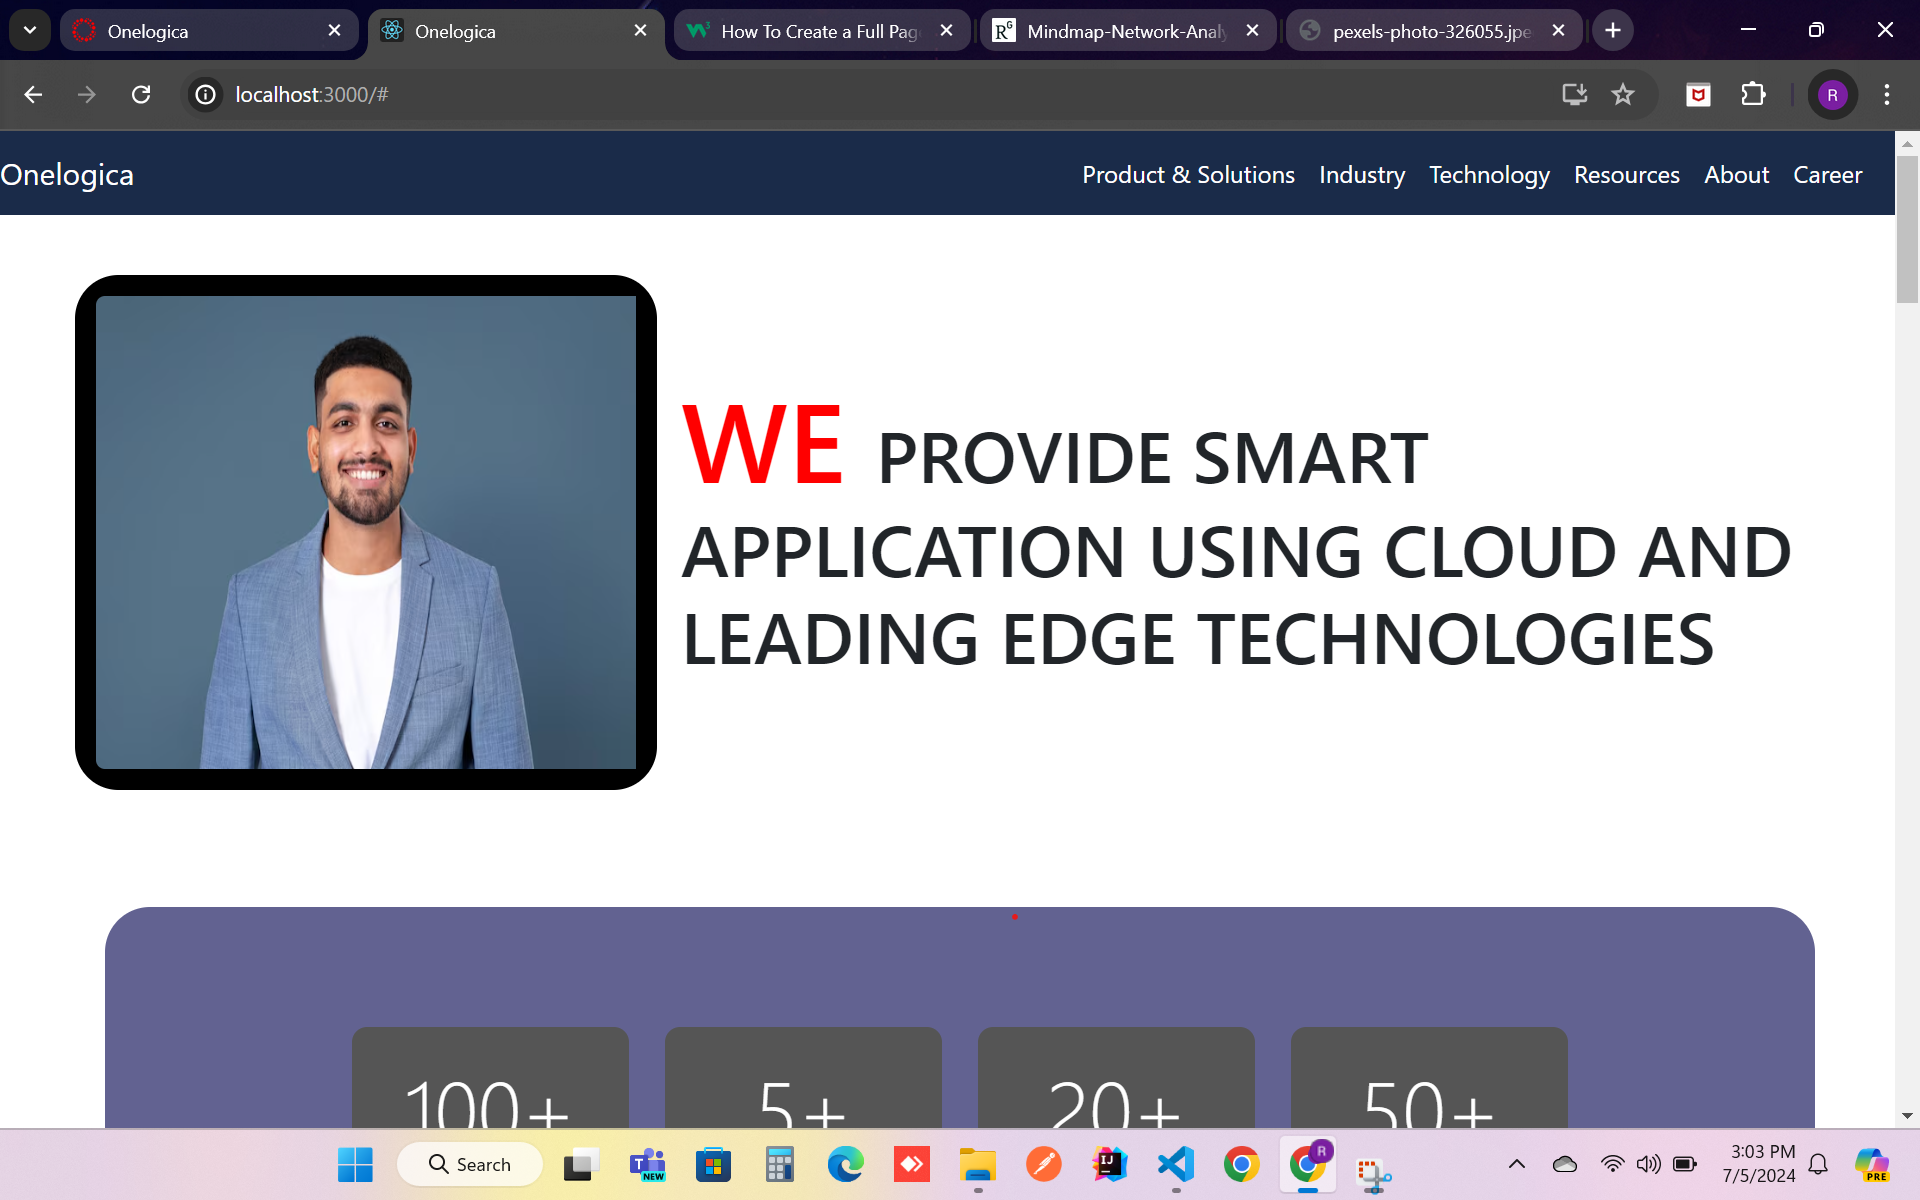 Onelogica
Onelogica
How To Create a Full Pag
Mindmap-Network-Analy
pexels-photo-326055.jpe
localhost:3000/#
R
Onelogica
Product & Solutions Industry Technology Resources About Career
WE PROVIDE SMART
APPLICATION USING CLOUD AND
LEADING EDGE TECHNOLOGIES
100+ 5+ 20+ 50+
Search
NEW
R
3:03 PM
7/5/2024
PRE